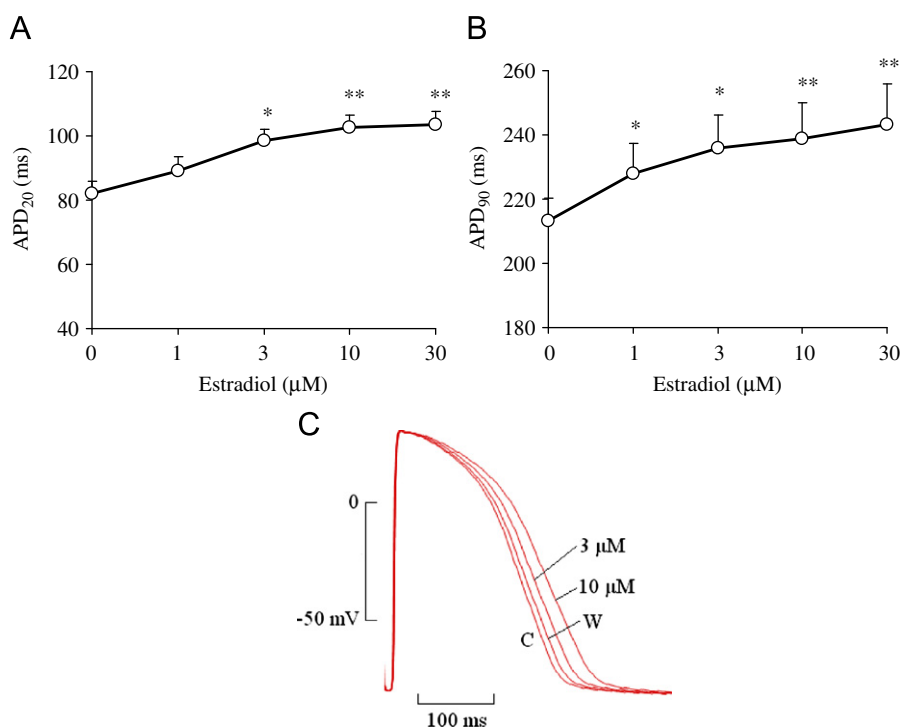 A
120
100
80
60
40
APD20 (ms)
*
**
**
0 1 3 10 30
Estradiol (µM)
B
260
240
220
200
180
APD90 (ms)
*
*
**
**
0 1 3 10 30
Estradiol (µM)
C
0
-50 mV
3 µM
10 µM
W
C
100 ms